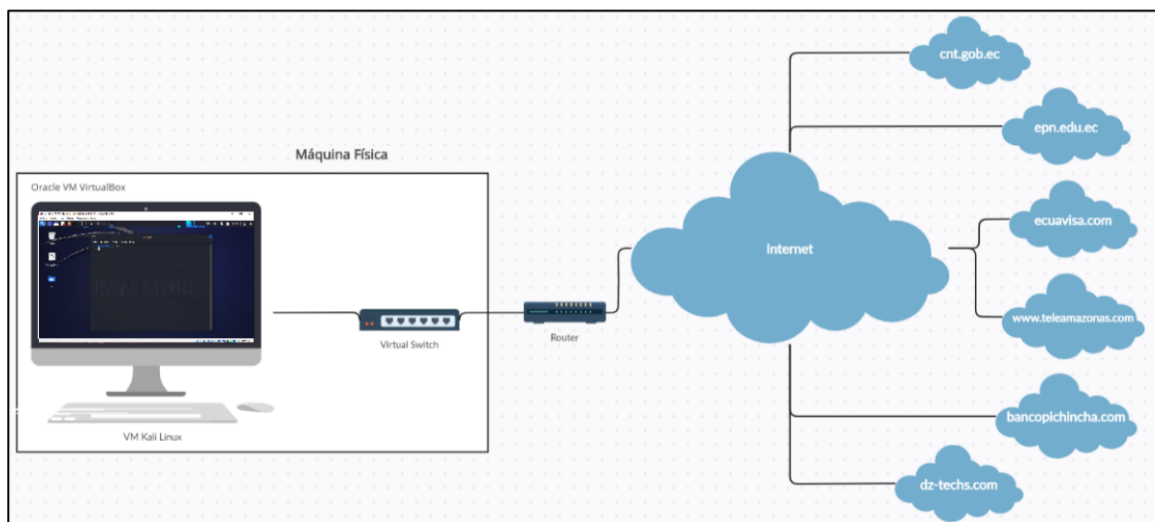 cnt.gob.ec
epn.edu.ec
Máquina Física
Oracle VM VirtualBox
ecuavisa.com
Internet
www.teleamazonas.com
Router
Virtual Switch
bancopichincha.com
VM Kali Linux
dz-techs.com